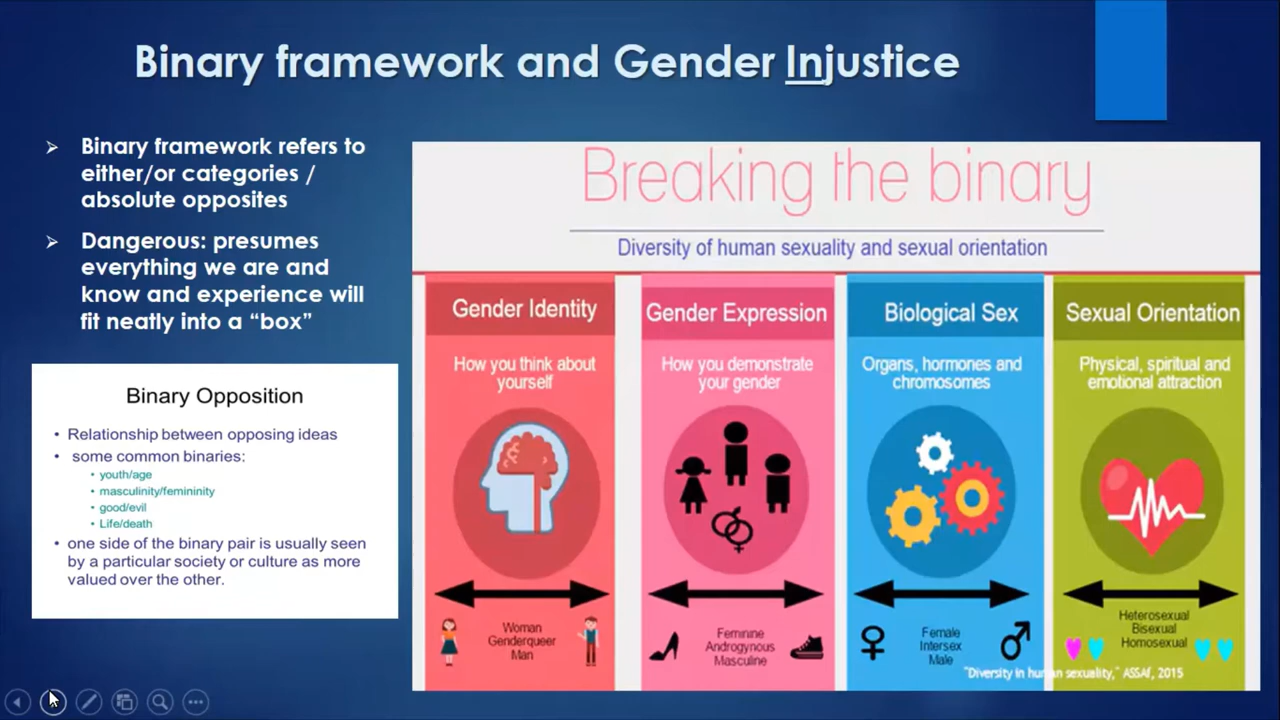 Binary framework and Gender Injustice
Binary framework refers to
either/or categories /
absolute opposites
Dangerous: presumes
everything we are and
know and experience will
fit neatly into a “box”
Binary Opposition
• Relationship between opposing ideas
• some common binaries:
• youth/age
• masculinity/femininity
• good/evil
• Life/death
• one side of the binary pair is usually seen
by a particular society or culture as more
valued over the other.
Breaking the binary
Diversity of human sexuality and sexual orientation
Gender Identity
How you think about
yourself
Woman
Genderqueer
Man
Gender Expression
How you demonstrate
your gender
Feminine
Androgynous
Masculine
Biological Sex
Organs, hormones and
chromosomes
Female
Intersex
Male
Sexual Orientation
Physical, spiritual and
emotional attraction
Heterosexual
Bisexual
Homosexual
"Diversity in human sexuality," ASSAf, 2015